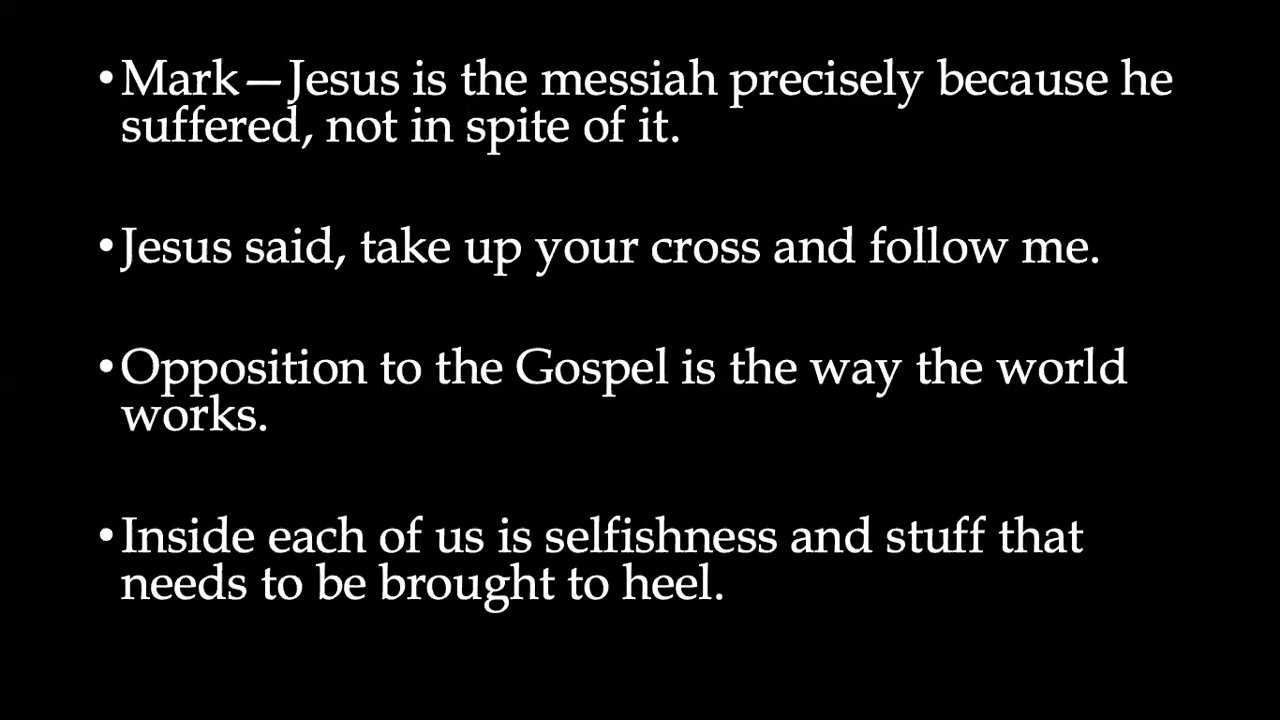 •Mark—Jesus is the messiah precisely because he
suffered, not in spite of it.
•Jesus said, take up your cross and follow me.
•Opposition to the Gospel is the way the world
works.
•Inside each of us is selfishness and stuff that
needs to be brought to heel.